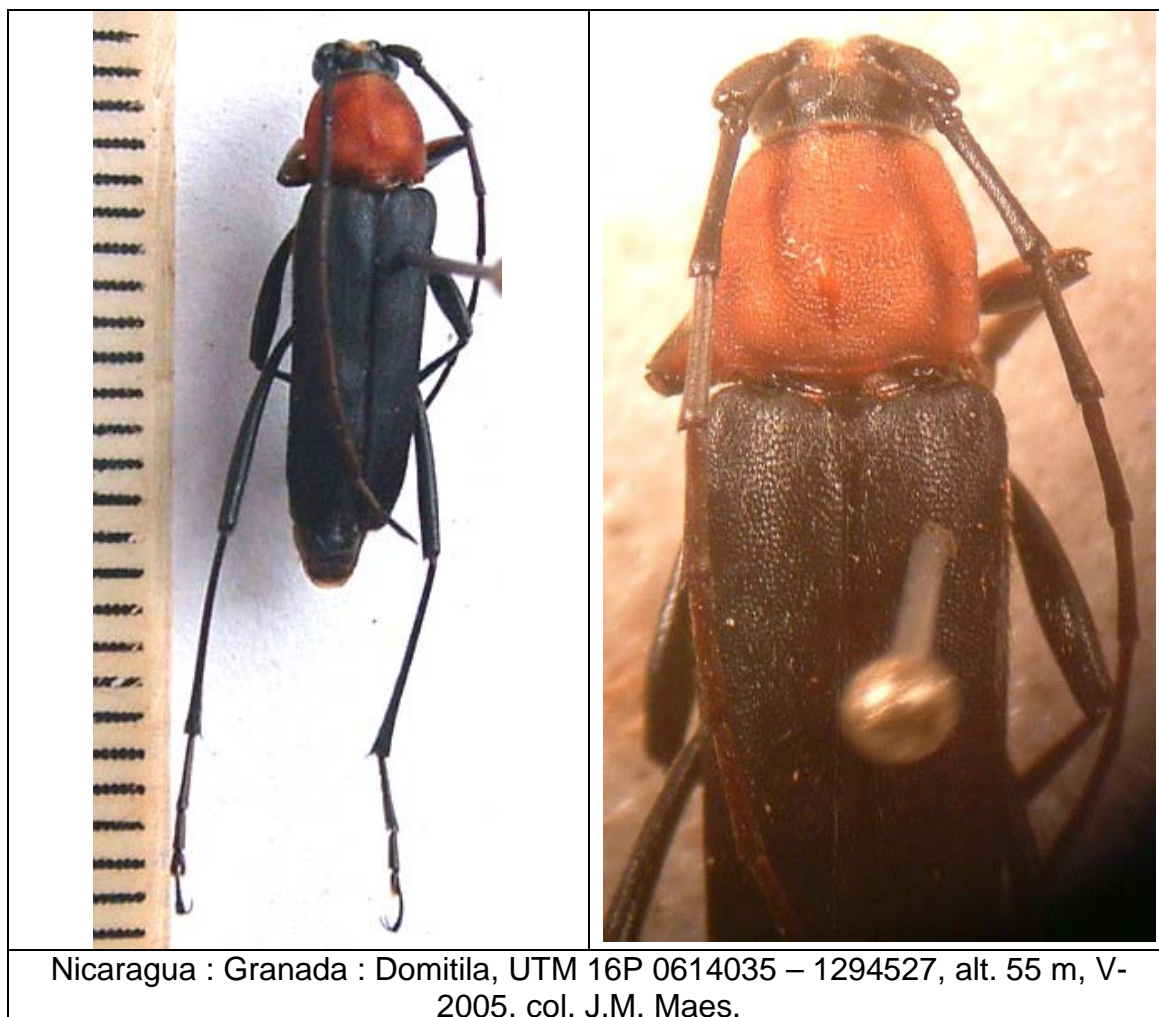 Nicaragua : Granada : Domitila, UTM 16P 0614035 – 1294527, alt. 55 m, V-
2005, col. J.M. Maes.